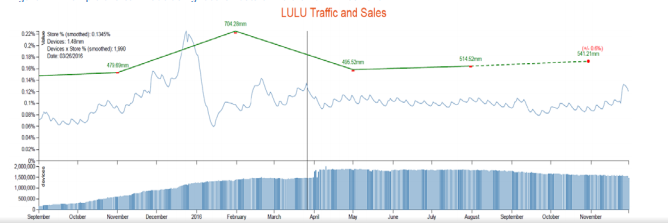 LULU Traffic and Sales
Store % (smoothed): 0.1345%
Devices: 1.48mm
Devices x Store % (smoothed): 1,990
Date: 03/26/2016
0.22%
0.2%
0.18%
0.16%
0.14%
0.12%
0.1%
0.08%
0.06%
0.04%
0.02%
0%
479.69mm
704.28mm
495.52mm
514.52mm
(+/- 0.6%)
541.21mm
2,000,000
1,500,000
1,000,000
500,000
0
devices
September October November December 2016 February March April May June July August September October November